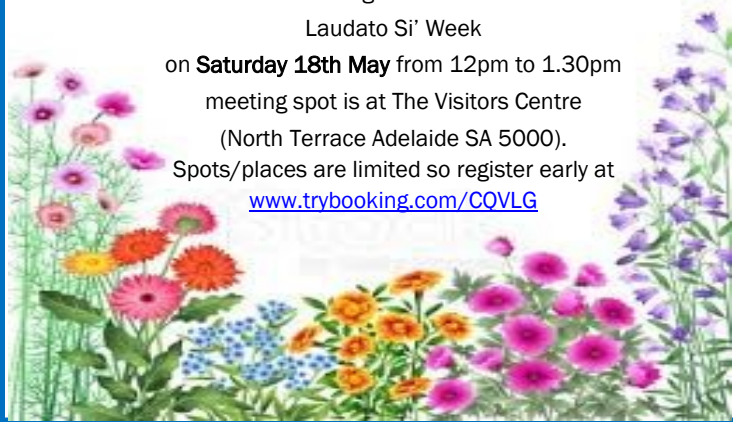 Laudato Si’ Week
on Saturday 18th May from 12pm to 1.30pm
meeting spot is at The Visitors Centre
(North Terrace Adelaide SA 5000).
Spots/places are limited so register early at
www.trybooking.com/CQVLG